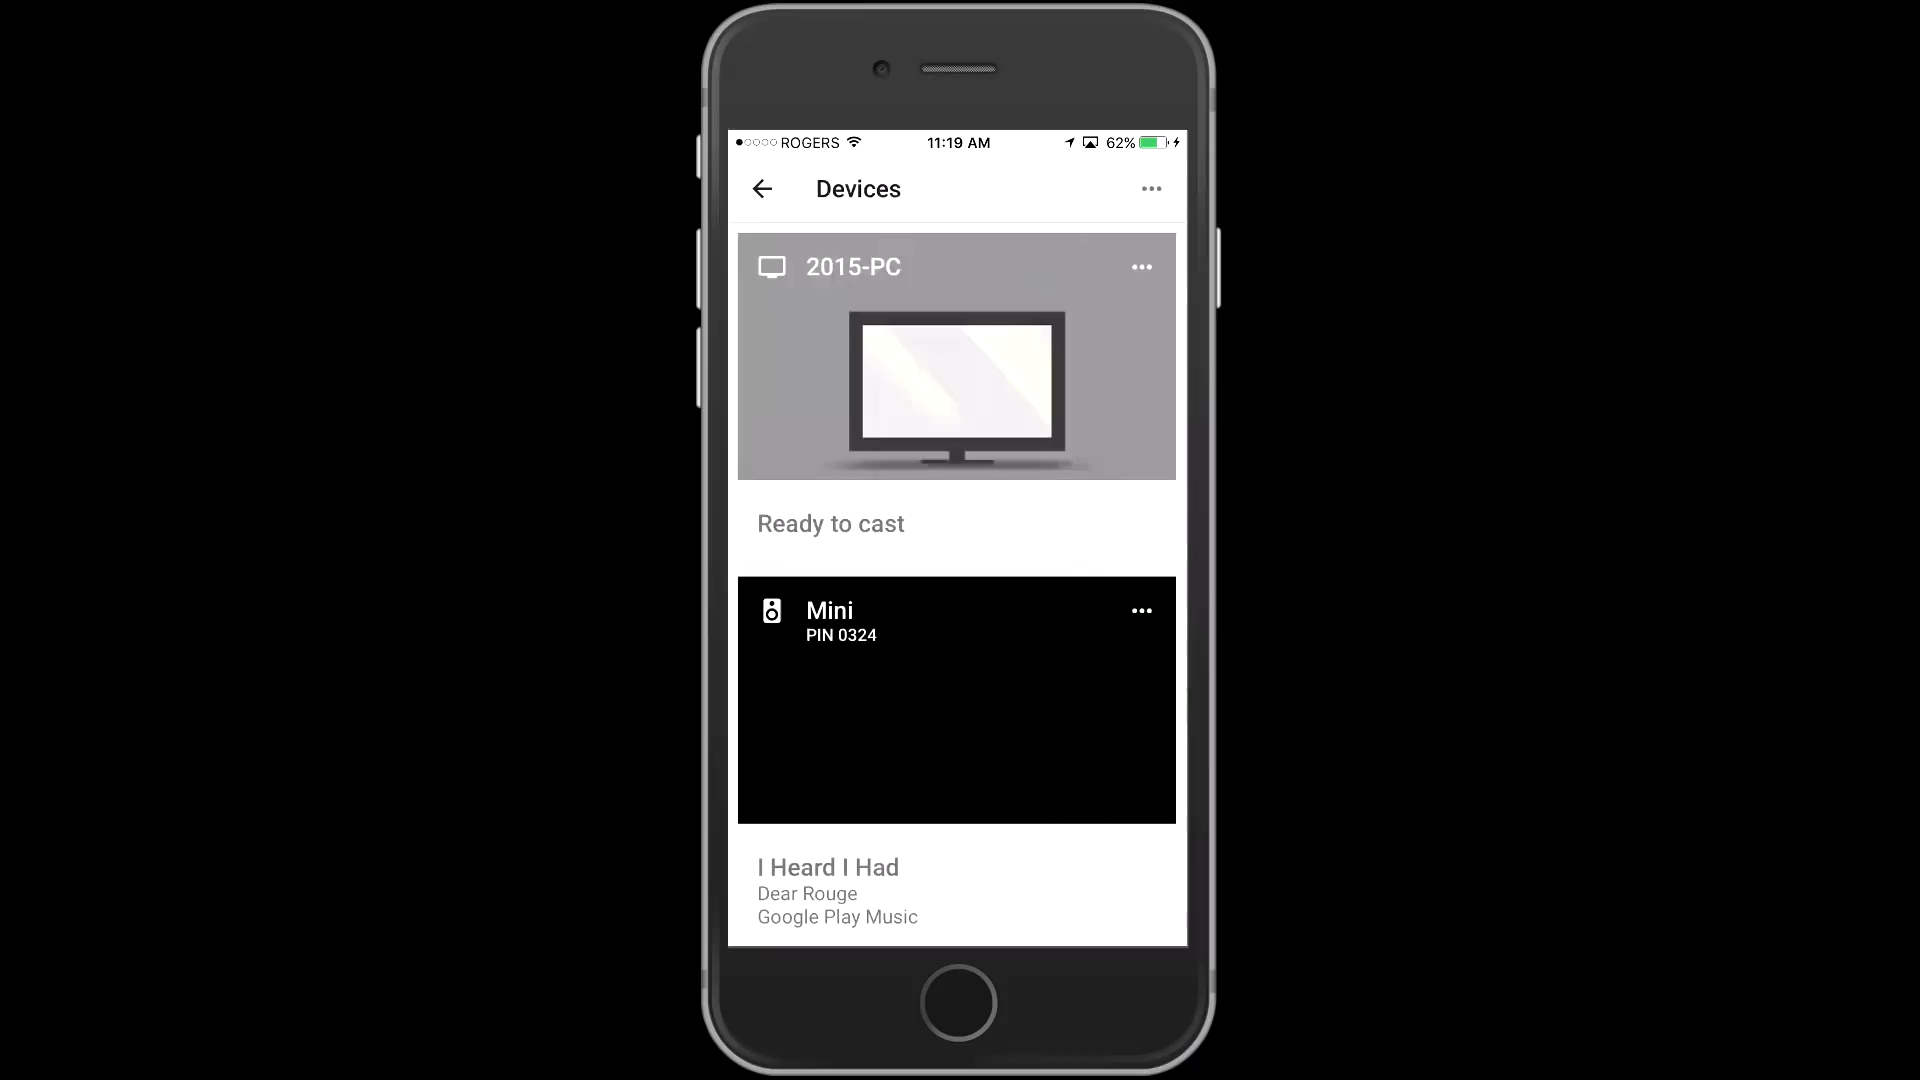 ROGERS 11:19 AM 62%
Devices
2015-PC
Ready to cast
Mini
PIN 0324
I Heard I Had
Dear Rouge
Google Play Music